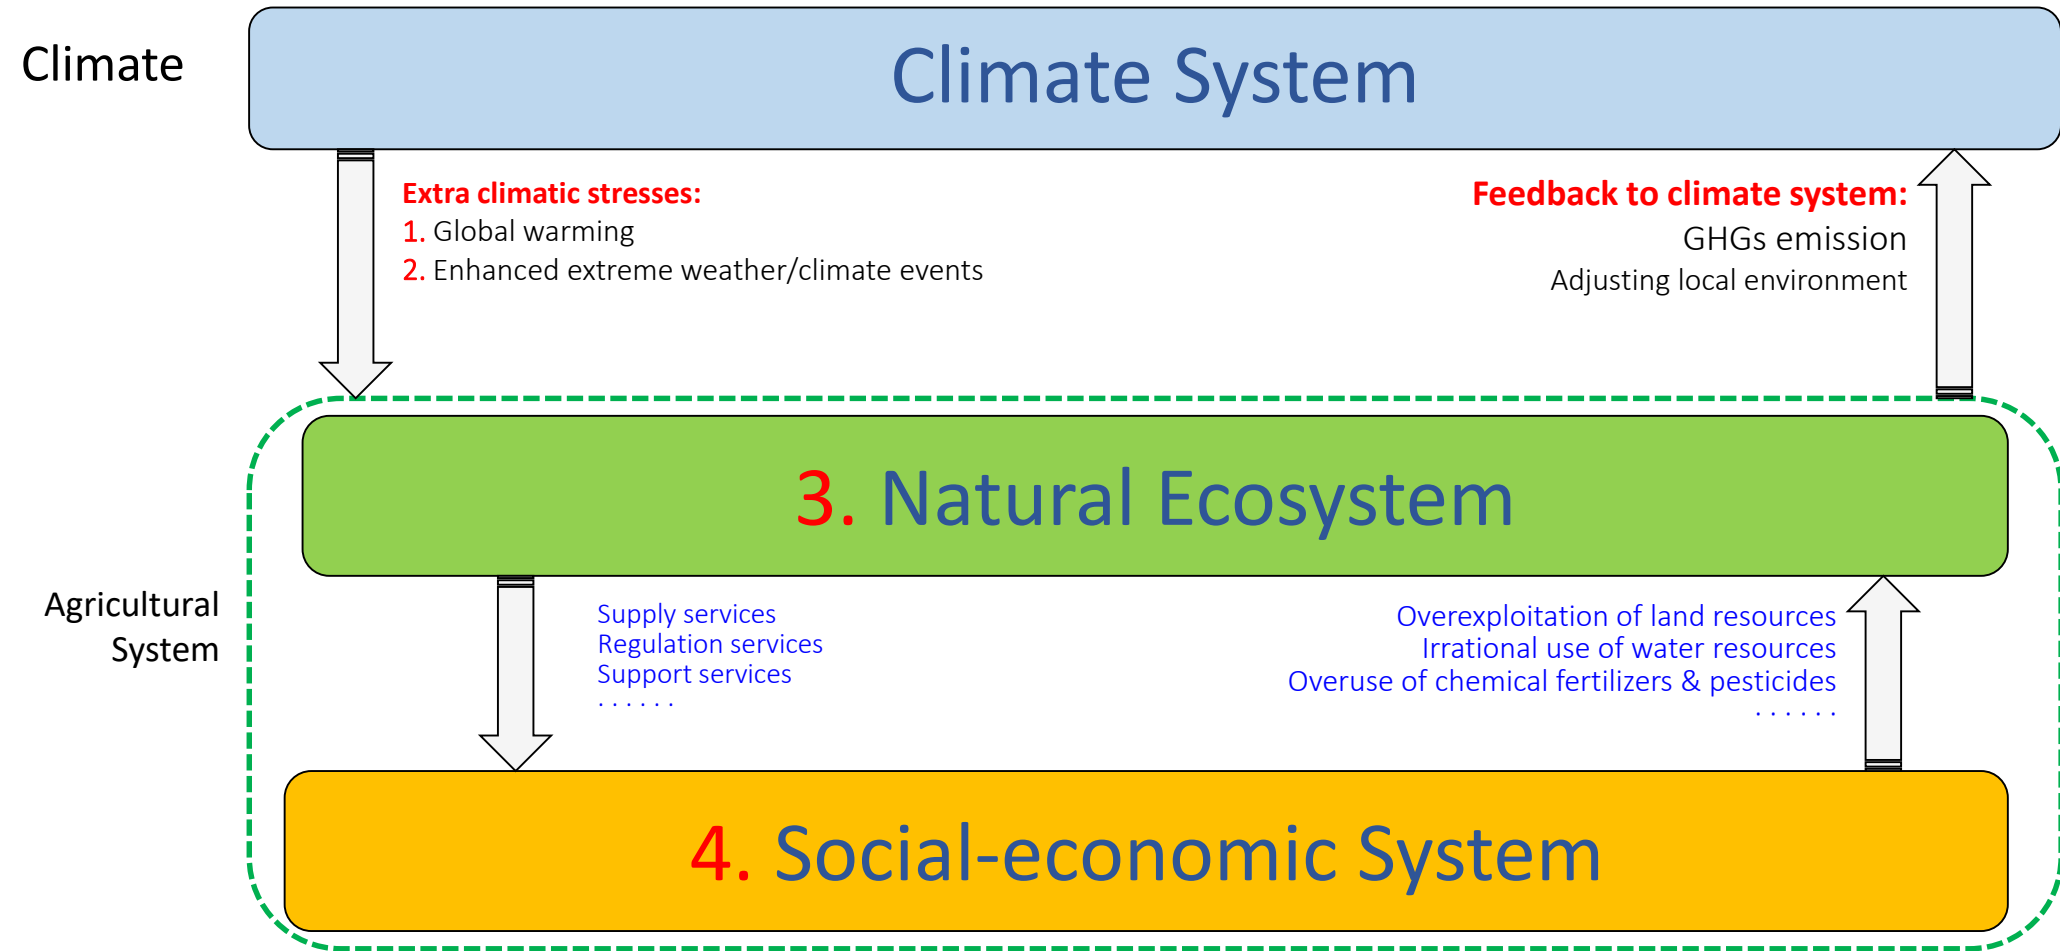 Climate
Climate System
Extra climatic stresses:
1. Global warming
2. Enhanced extreme weather/climate events
Feedback to climate system:
GHGs emission
Adjusting local environment
3. Natural Ecosystem
Agricultural
System
Supply services
Regulation services
Support services
. . . . . .
Overexploitation of land resources
Irrational use of water resources
Overuse of chemical fertilizers & pesticides
. . . . . .
4. Social-economic System